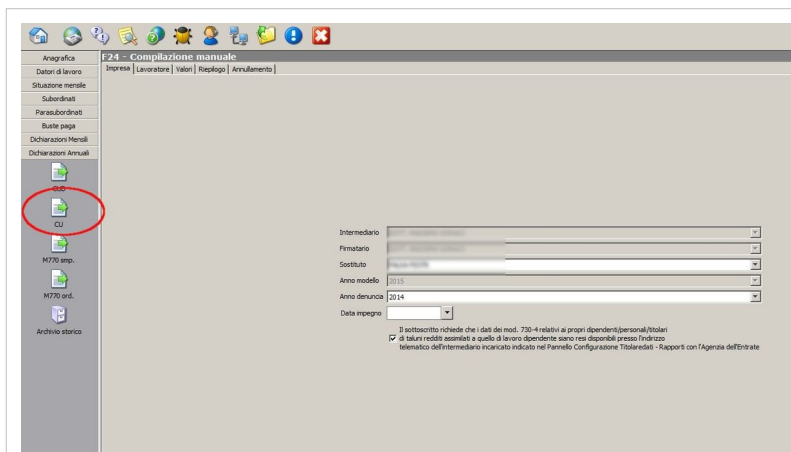 F24 - Compilazione manuale
Impresa Lavoratore Valori Riepilogo Annullamento
Anagrafica
Datori di lavoro
Situazione mensile
Subordinati
Parasubordinati
Buste paga
Dichiarazioni Mensili
Dichiarazioni Annuali
CUD
CU
M770 smp.
M770 ord.
Archivio storico
Intermediario
Firmatario
Sostituto
Anno modello 2015
Anno denuncia 2014
Data impegno
Il sottoscritto richiede che i dati dei mod. 730-4 relativi ai propri dipendenti/personali/titolari
di taluni redditi assimilati a quello di lavoro dipendente siano resi disponibili presso l'indirizzo
telematico dell'intermediario incaricato indicato nel Pannello Configurazione Titolaredati - Rapporti con l'Agenzia dell'Entrate